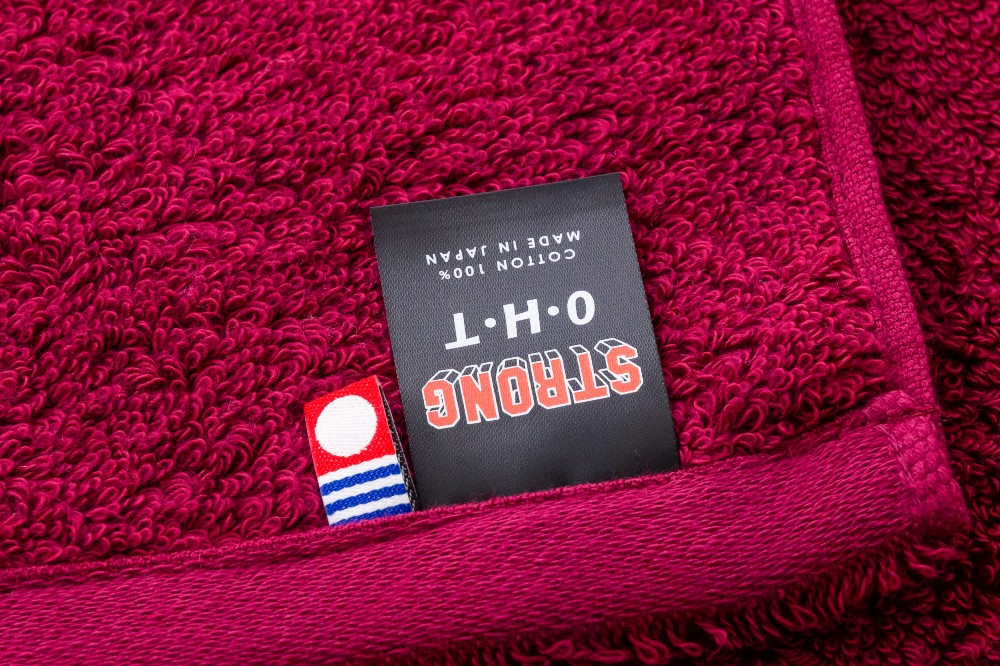 STRONG
O·H·T
COTTON 100%
MADE IN JAPAN